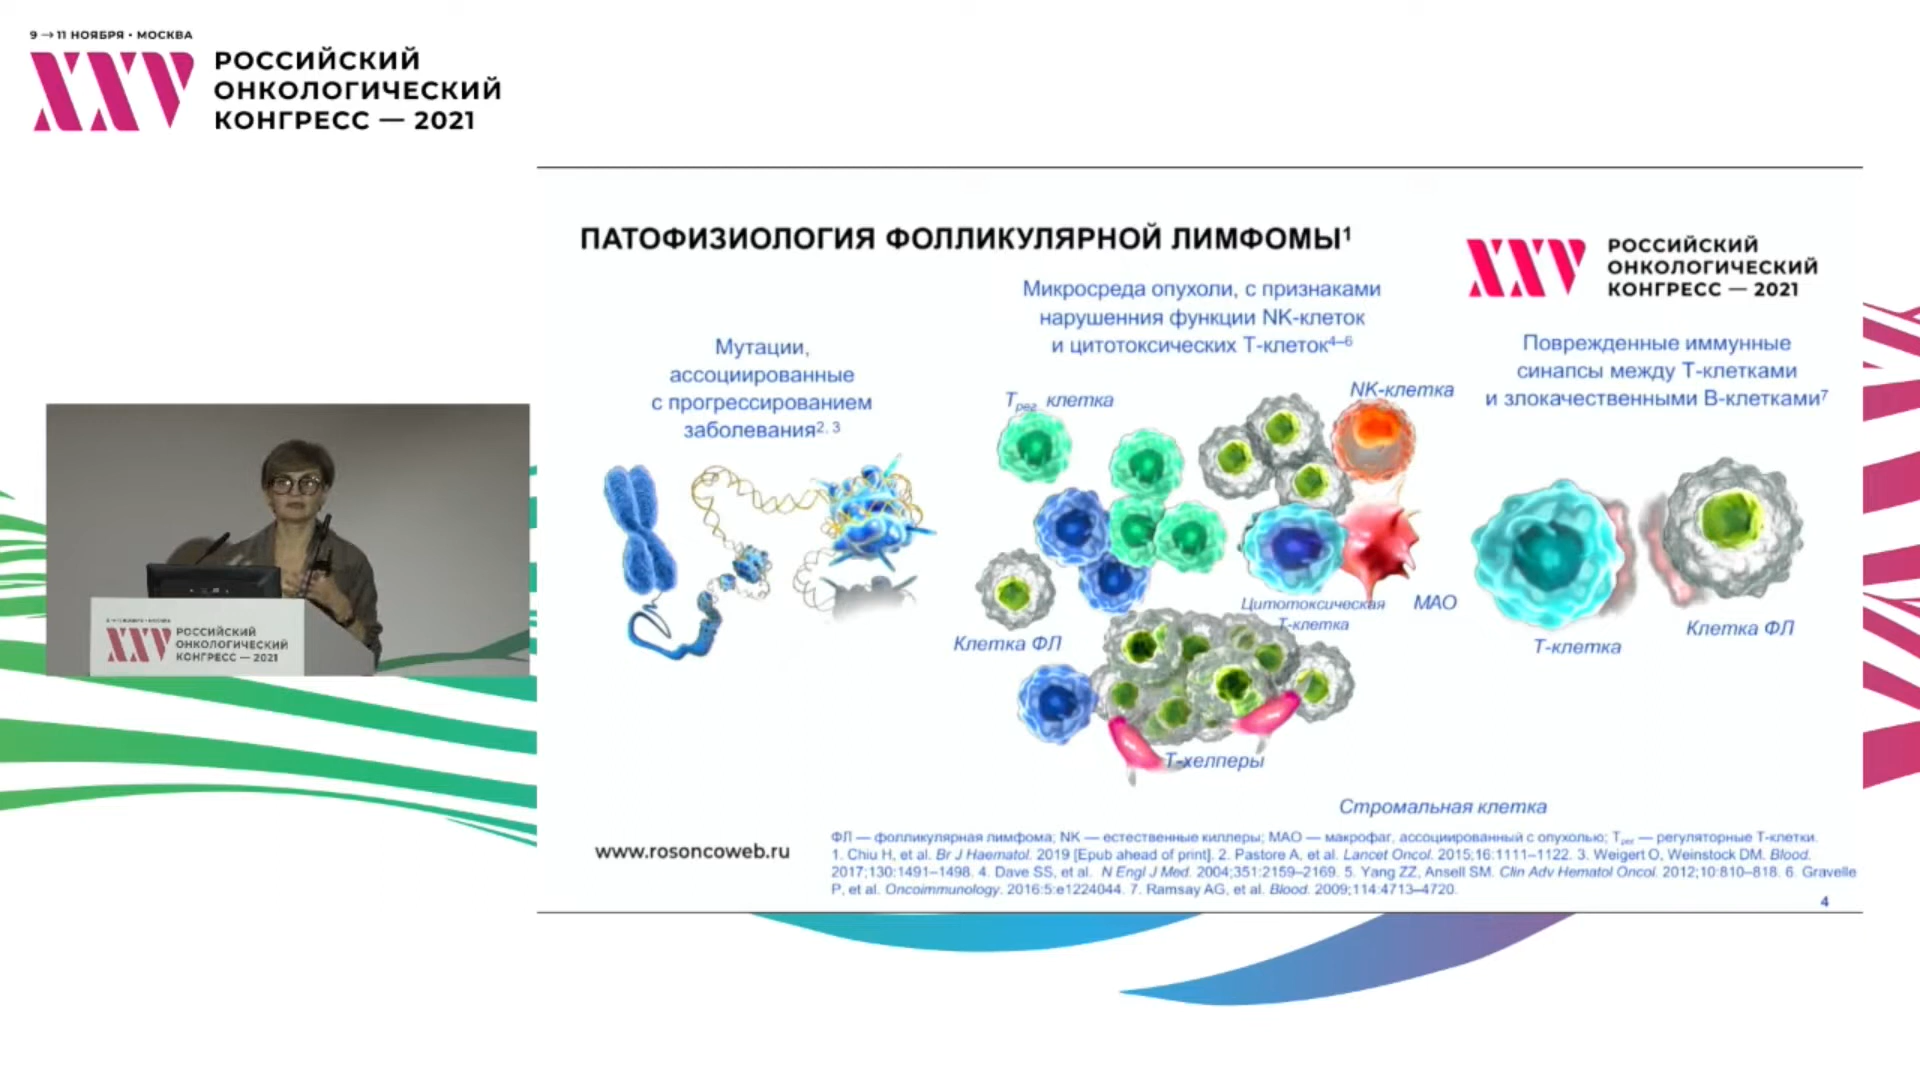 9 → 11 НОЯБРЯ • МОСКВА
XXV
РОССИЙСКИЙ
ОНКОЛОГИЧЕСКИЙ
КОНГРЕСС — 2021
ПАТОФИЗИОЛОГИЯ ФОЛЛИКУЛЯРНОЙ ЛИМФОМЫ¹
XXV
РОССИЙСКИЙ
ОНКОЛОГИЧЕСКИЙ
КОНГРЕСС — 2021
Мутации,
ассоциированные
с прогрессированием
заболевания²,³
Микросреда опухоли, с признаками
нарушенния функции NK-клеток
и цитотоксических Т-клеток⁴⁻⁶
Поврежденные иммунные
синапсы между Т-клетками
и злокачественными В-клетками⁷
Трег клетка
NK-клетка
Цитотоксическая
Т-клетка
МАО
Клетка ФЛ
Т-хелперы
Т-клетка
Клетка ФЛ
Стромальная клетка
XXV
РОССИЙСКИЙ
ОНКОЛОГИЧЕСКИЙ
КОНГРЕСС — 2021
www.rosoncoweb.ru
ФЛ — фолликулярная лимфома; NK — естественные киллеры; МАО — макрофаг, ассоциированный с опухолью; Трег — регуляторные Т-клетки.
1. Chiu H, et al. Br J Haematol. 2019 [Epub ahead of print]. 2. Pastore A, et al. Lancet Oncol. 2015;16:1111–1122. 3. Weigert O, Weinstock DM. Blood.
2017;130:1491–1498. 4. Dave SS, et al. N Engl J Med. 2004;351:2159–2169. 5. Yang ZZ, Ansell SM. Clin Adv Hematol Oncol. 2012;10:810–818. 6. Gravelle
P, et al. Oncoimmunology. 2016:5:e1224044. 7. Ramsay AG, et al. Blood. 2009;114:4713–4720.
4